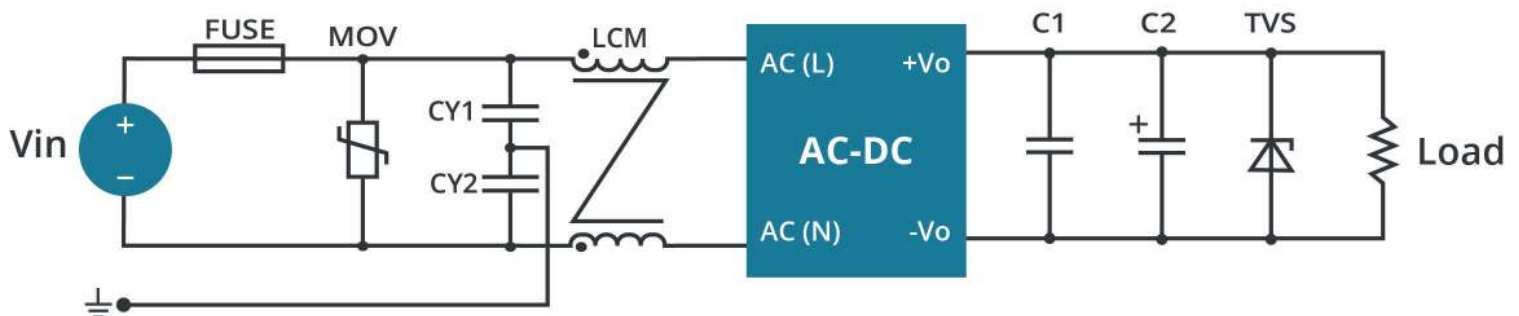 FUSE
MOV
LCM
C1
C2
TVS
AC (L)
+Vo
CY1
+
+
Vin
AC-DC
Load
−
CY2
AC (N)
-Vo